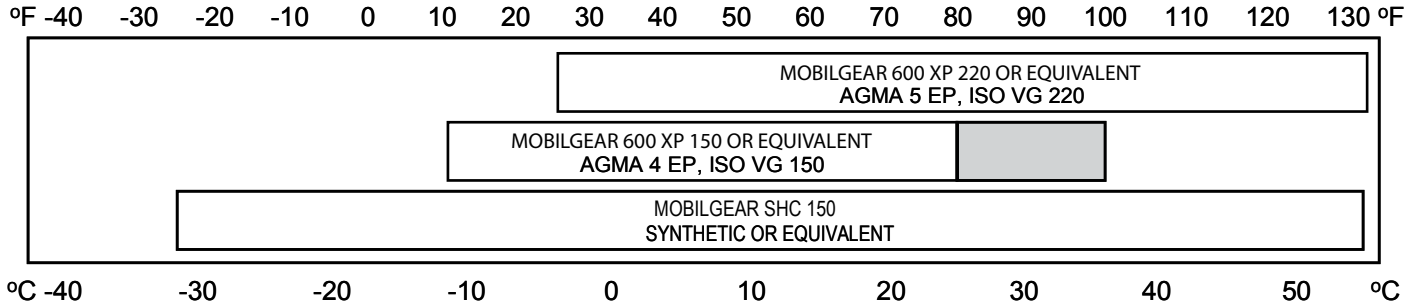 ºF -40 -30 -20 -10 0 10 20 30 40 50 60 70 80 90 100 110 120 130 ºF
MOBILGEAR 600 XP 220 OR EQUIVALENT
AGMA 5 EP, ISO VG 220
MOBILGEAR 600 XP 150 OR EQUIVALENT
AGMA 4 EP, ISO VG 150
MOBILGEAR SHC 150
SYNTHETIC OR EQUIVALENT
ºC -40 -30 -20 -10 0 10 20 30 40 50 ºC